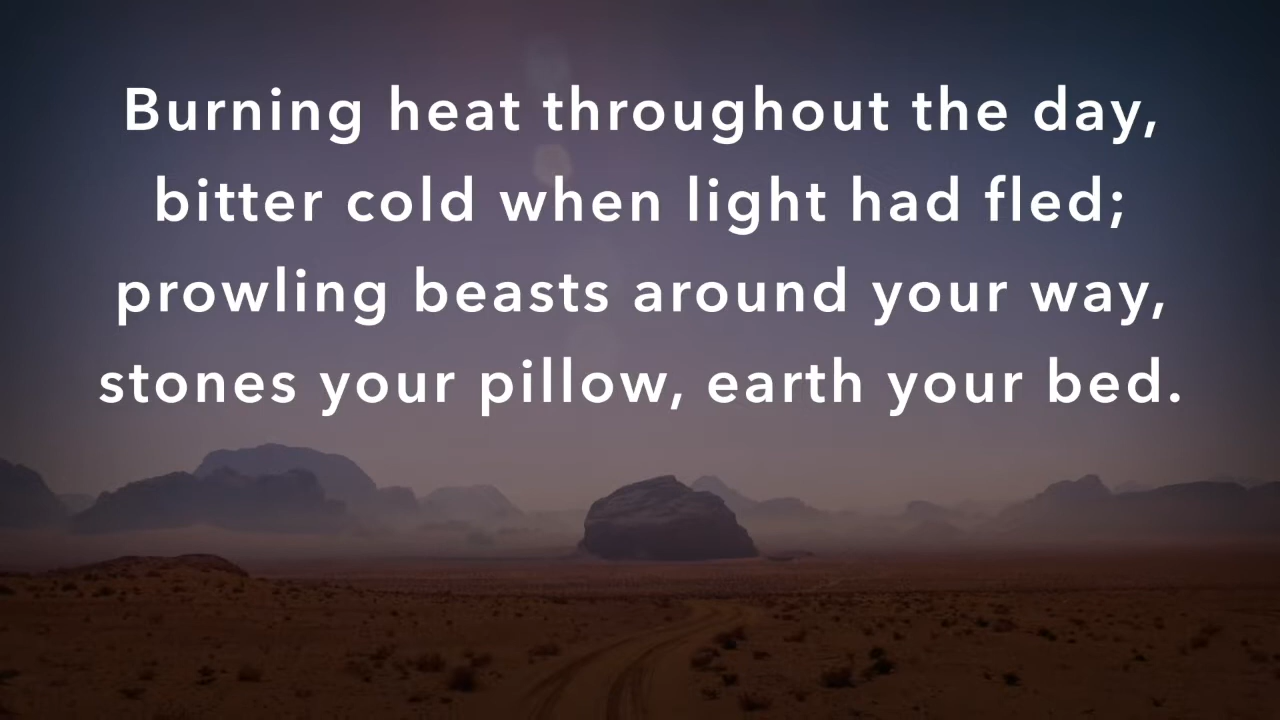 Burning heat throughout the day,
bitter cold when light had fled;
prowling beasts around your way,
stones your pillow, earth your bed.